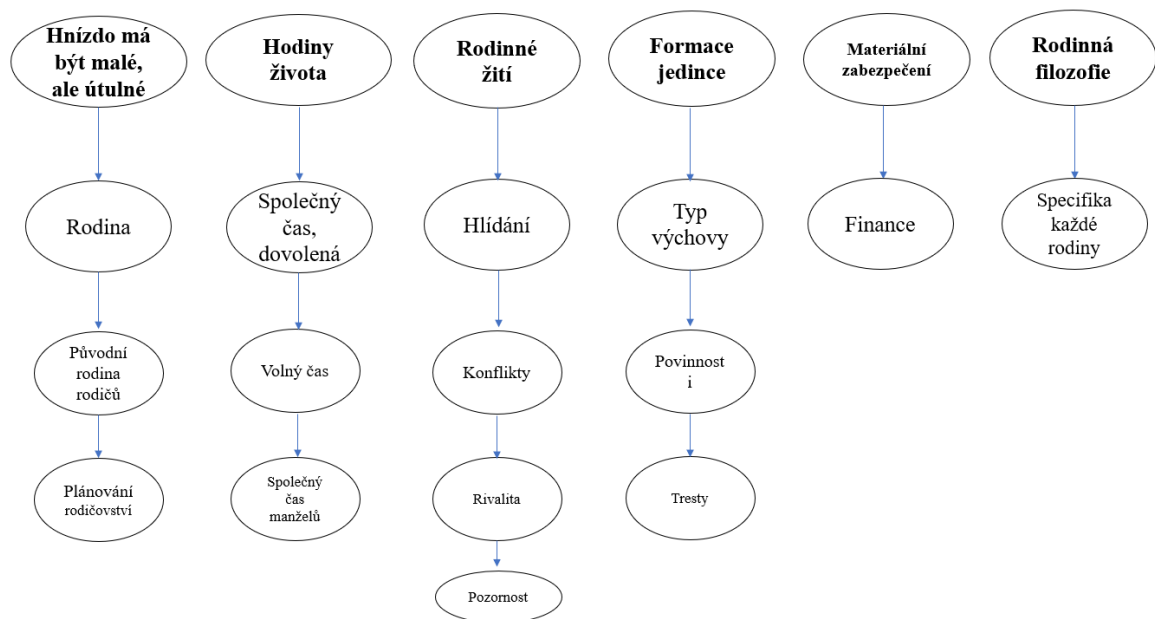 Hnízdo má
být malé,
ale útulné
Rodina
Původní
rodina
rodičů
Plánování
rodičovství
Hodiny
života
Společný
čas,
dovolená
Volný čas
Společný
čas
manželů
Rodinné
žití
Hlídání
Konflikty
Rivalita
Pozornost
Formace
jedince
Typ
výchovy
Povinnost
i
Tresty
Materiální
zabezpečení
Finance
Rodinná
filozofie
Specifika
každé
rodiny